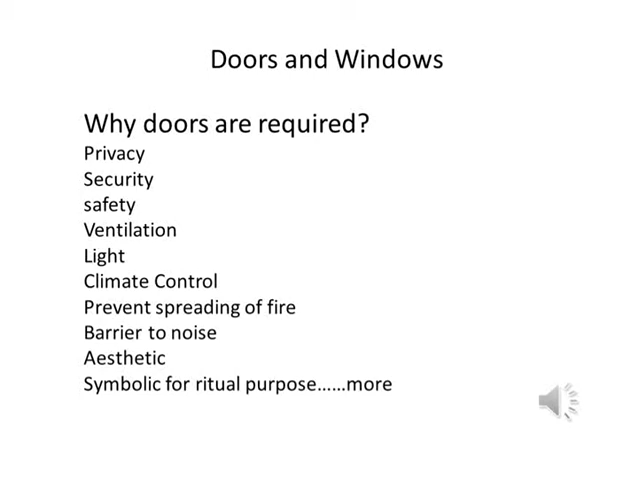 Doors and Windows
Why doors are required?
Privacy
Security
safety
Ventilation
Light
Climate Control
Prevent spreading of fire
Barrier to noise
Aesthetic
Symbolic for ritual purpose......more